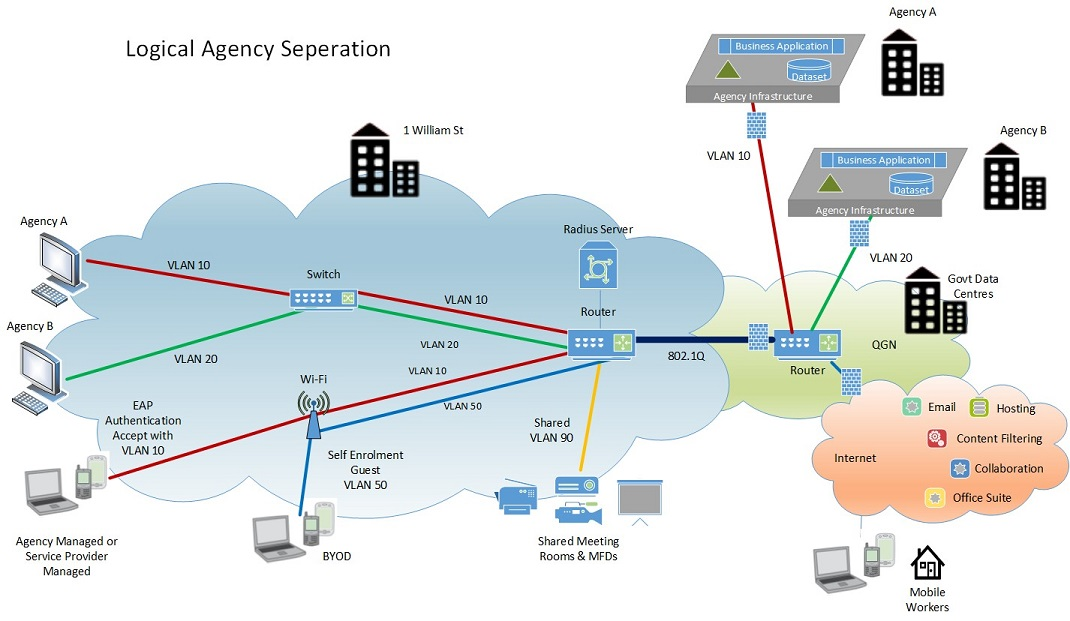 Logical Agency Seperation
Agency A
Business Application
Dataset
Agency Infrastructure
VLAN 10
Agency B
Business Application
Dataset
Agency Infrastructure
VLAN 20
1 William St
Agency A
VLAN 10
Switch
VLAN 10
Radius Server
Router
Agency B
VLAN 20
VLAN 20
VLAN 10
VLAN 50
Wi-Fi
EAP
Authentication
Accept with
VLAN 10
Self Enrolment
Guest
VLAN 50
Shared
VLAN 90
802.1Q
Govt Data
Centres
QGN
Router
Internet
Email
Hosting
Content Filtering
Collaboration
Office Suite
Agency Managed or
Service Provider
Managed
BYOD
Shared Meeting
Rooms & MFDs
Mobile
Workers